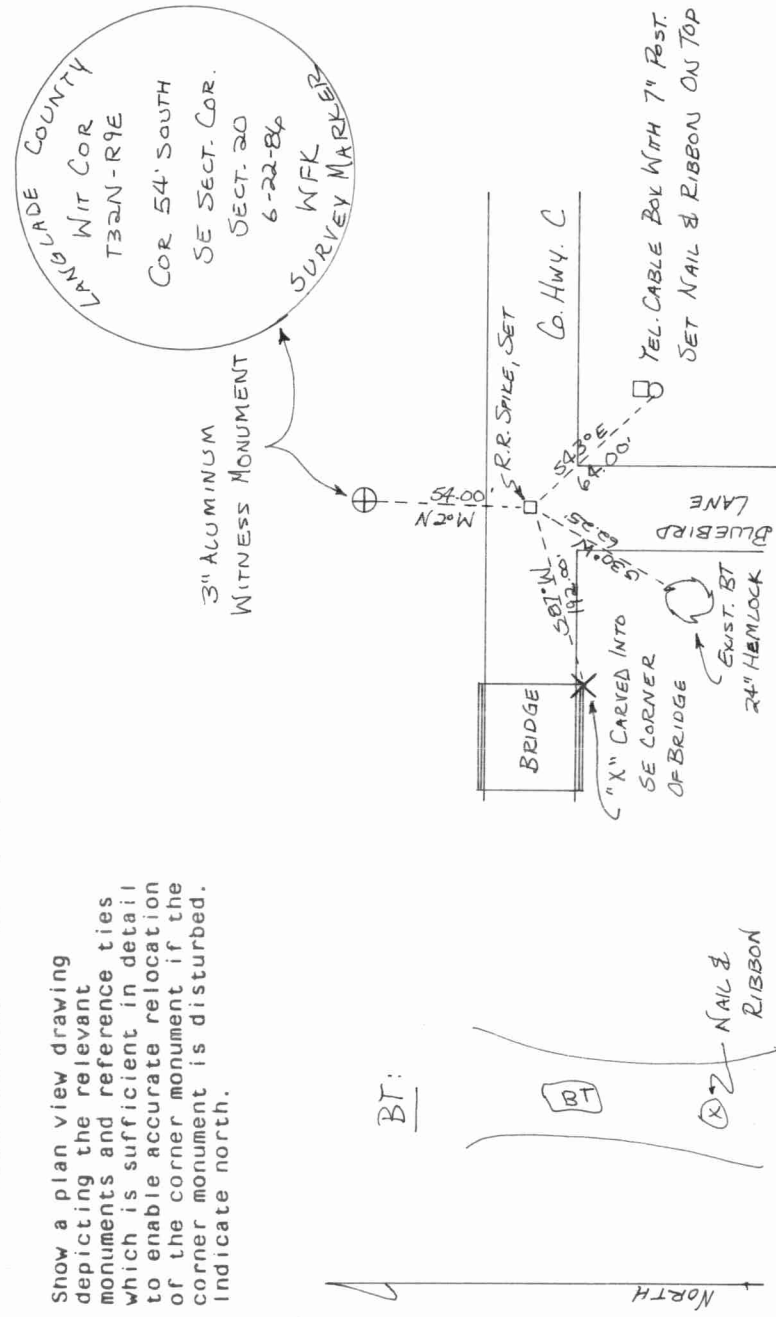 Show a plan view drawing
depicting the relevant
monuments and reference ties
which is sufficient in detail
to enable accurate relocation
of the corner monument if the
corner monument is disturbed.
Indicate north.
LANGLADE COUNTY
WIT COR
T32N-R9E
COR 54' SOUTH
SE SECT. COR.
SECT. 20
6-22-84
WFK
SURVEY MARKER
3" ALUMINUM
WITNESS MONUMENT
54.00'
N2°W
R.R. SPIKE, SET
CO. HWY. C
S43°E
64.00'
TEL. CABLE BOX WITH 7" POST.
SET NAIL & RIBBON ON TOP
S87°W
192.00'
S30°W
62.25'
BLUEBIRD
LANE
BRIDGE
"X" CARVED INTO
SE CORNER
OF BRIDGE
EXIST. BT
24" HEMLOCK
BT:
BT
X
NAIL &
RIBBON
NORTH